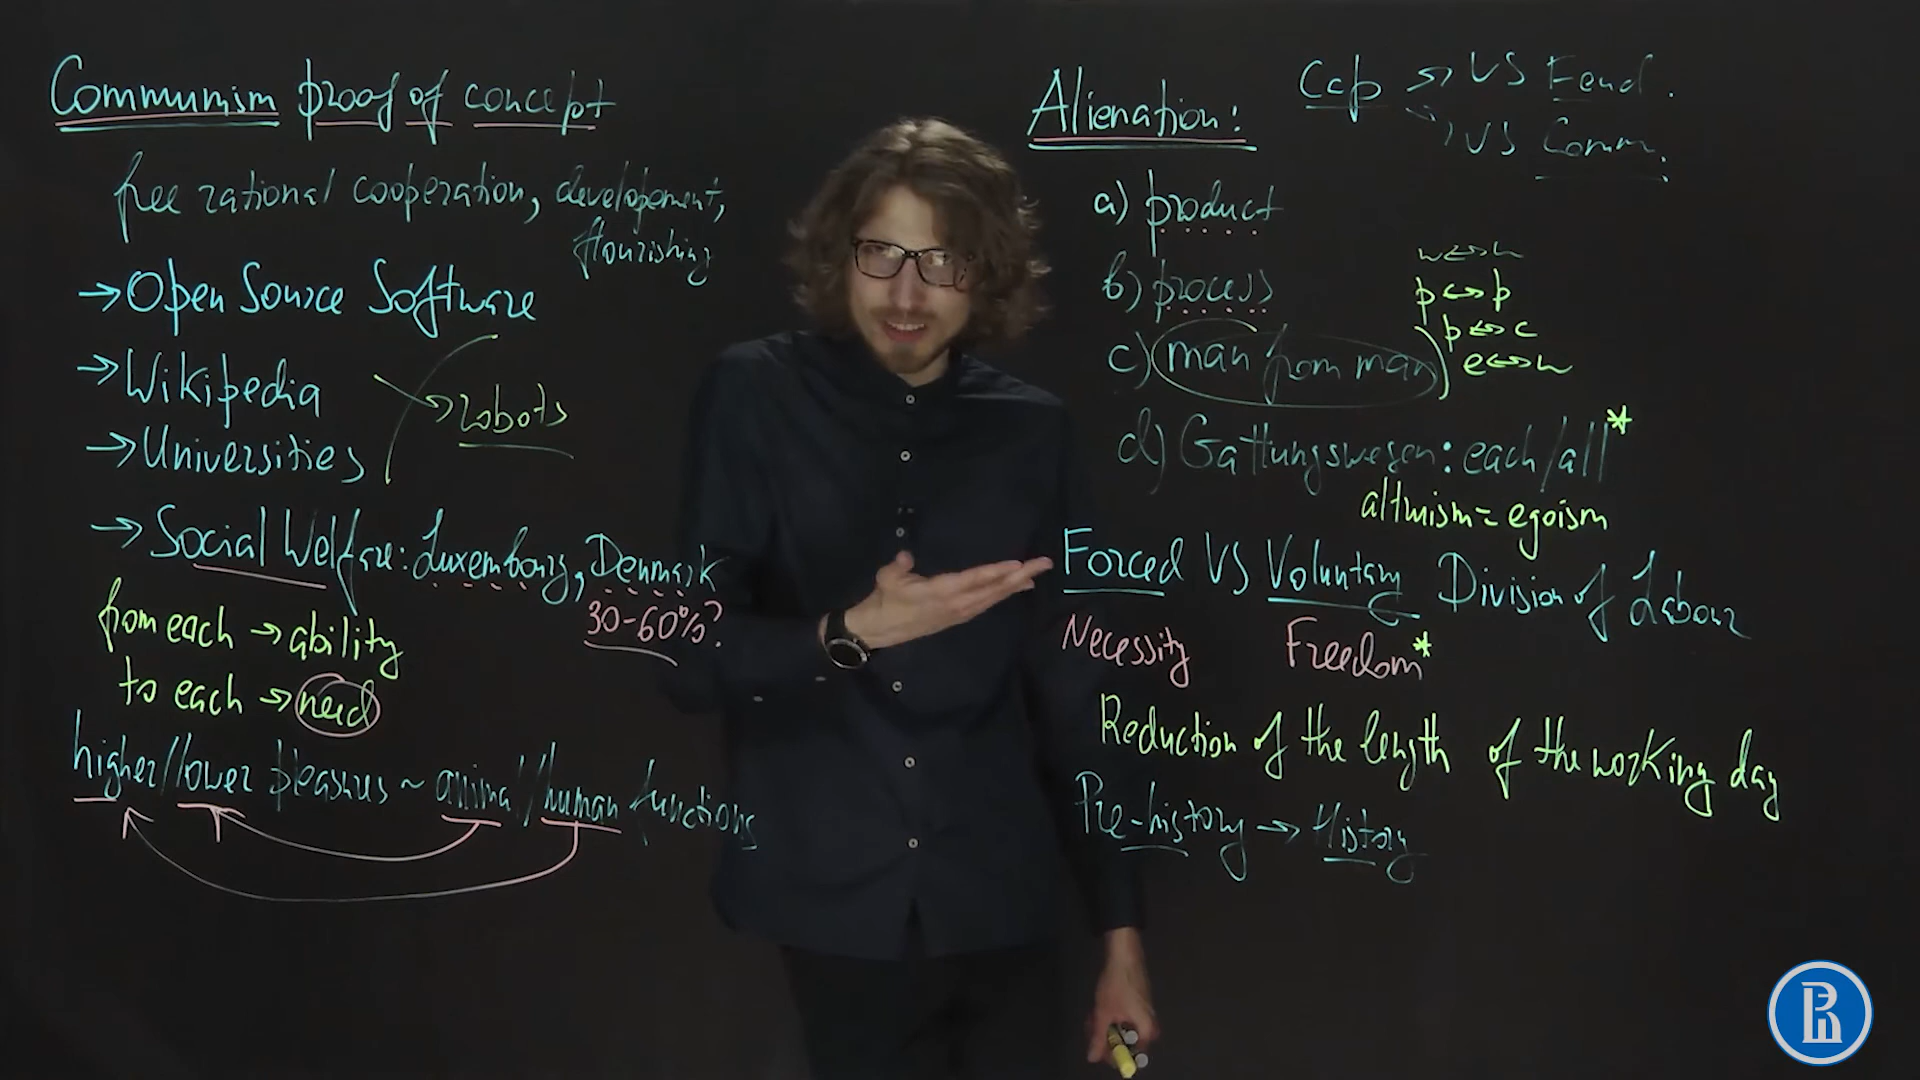 Communism proof of concept
free rational cooperation, developement,
flourishing
→ Open Source Software
→ Wikipedia
→ robots
→ Universities
→ Social Welfare: Luxembourg, Denmark
30-60%?
from each → ability
to each → need
higher/lower pleasures ~ animal/human functions
Cap → VS Feud.
→ VS Comm.
Alienation:
a) product
b) process
w↔w
p↔p
p↔c
c) (man from man)
e↔w
d) Gattungswesen: each/all*
altruism = egoism
Forced VS Voluntary Division of Labour
Necessity Freedom*
Reduction of the length of the working day
Pre-history → History